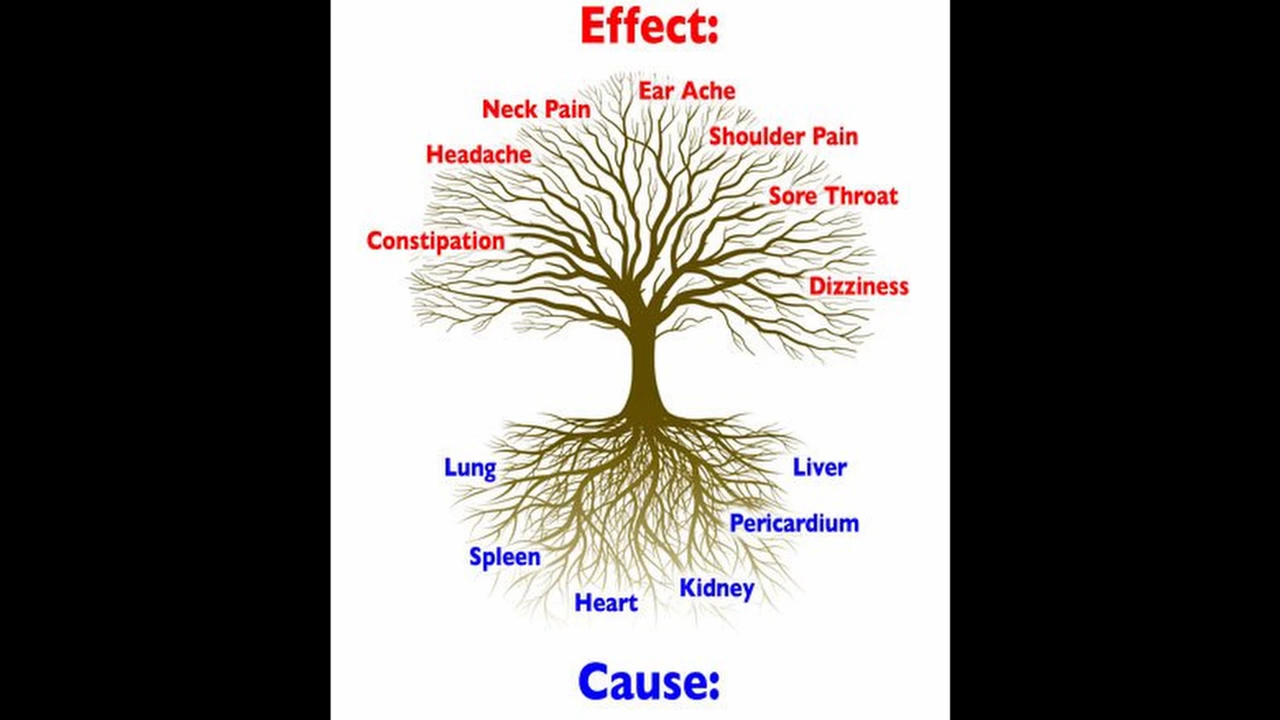 Effect:
Ear Ache
Neck Pain
Shoulder Pain
Headache
Sore Throat
Constipation
Dizziness
Lung
Liver
Pericardium
Spleen
Kidney
Heart
Cause: